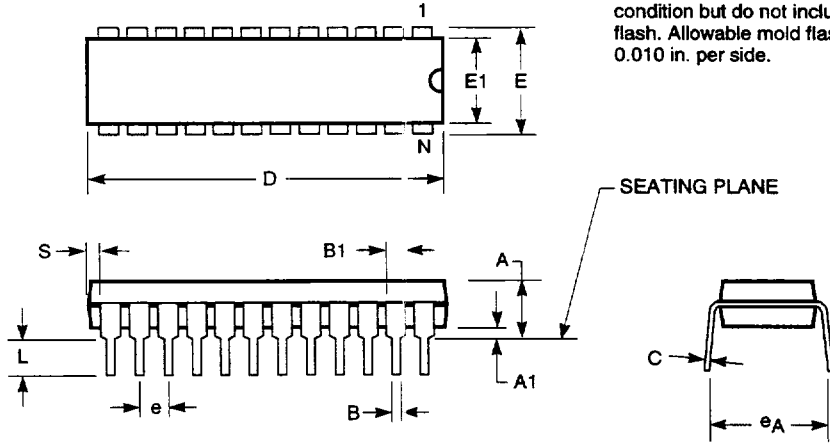 1
condition but do not inclu
flash. Allowable mold flas
0.010 in. per side.
E1
E
N
D
SEATING PLANE
S
B1
A
L
A1
e
B
C
eA